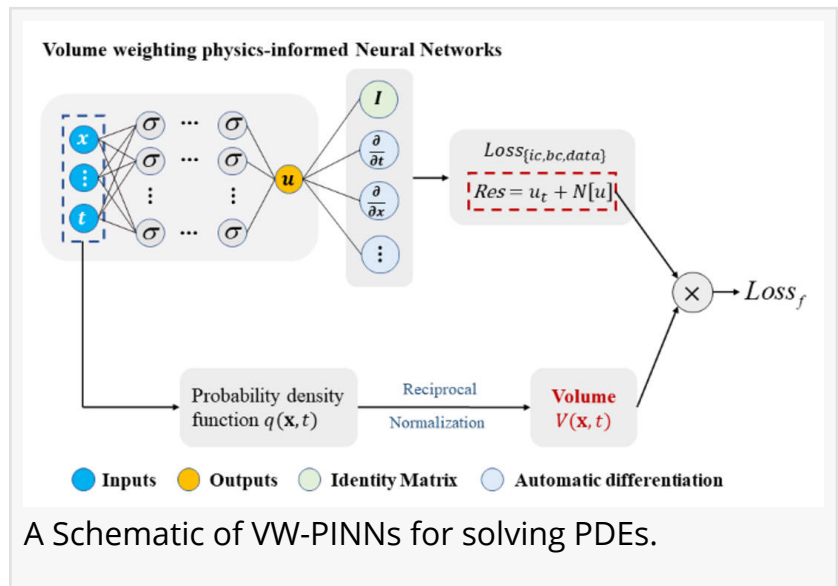 Volume weighting physics-informed Neural Networks
x
⋮
t
σ ⋯ σ
σ ⋯ σ
⋮ ⋮
σ ⋯ σ
u
I
∂/∂t
∂/∂x
⋮
Loss{ic,bc,data}
Res = u_t + N[u]
×
Loss_f
Probability density
function q(x,t)
Reciprocal
Normalization
Volume
V(x,t)
Inputs Outputs Identity Matrix Automatic differentiation
A Schematic of VW-PINNs for solving PDEs.